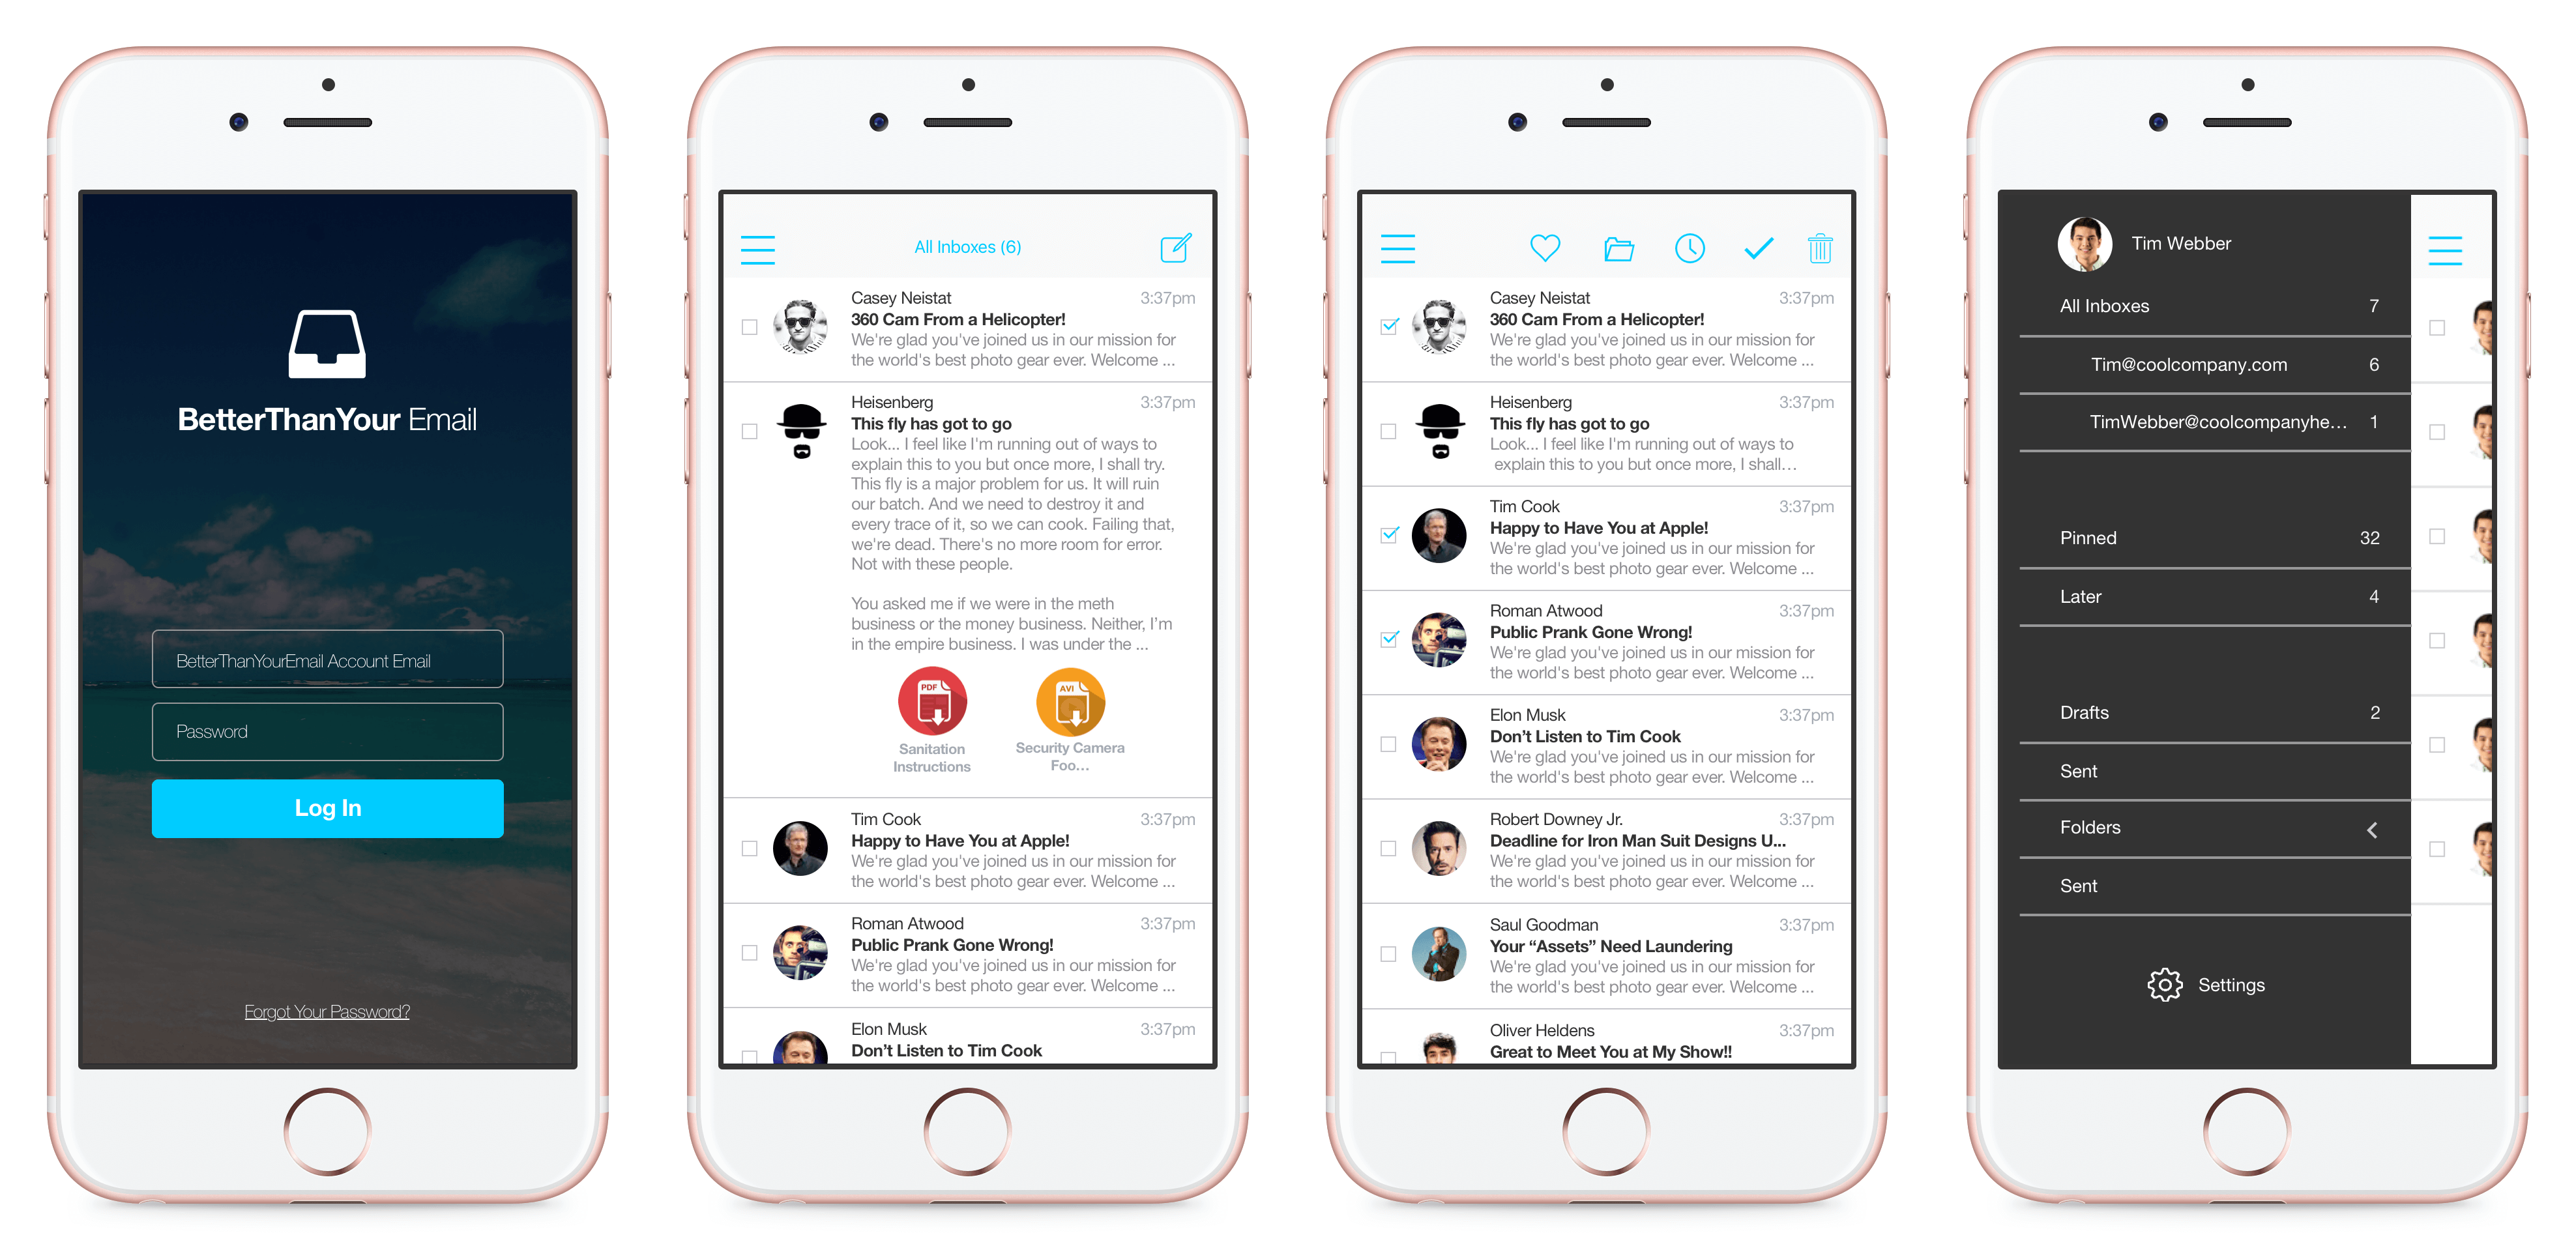 BetterThanYour Email
BetterThanYourEmail Account Email
Password
Log In
Forgot Your Password?
All Inboxes (6)
Casey Neistat 3:37pm
360 Cam From a Helicopter!
We're glad you've joined us in our mission for
the world's best photo gear ever. Welcome ...
Heisenberg 3:37pm
This fly has got to go
Look... I feel like I'm running out of ways to
explain this to you but once more, I shall try.
This fly is a major problem for us. It will ruin
our batch. And we need to destroy it and
every trace of it, so we can cook. Failing that,
we're dead. There's no more room for error.
Not with these people.
You asked me if we were in the meth
business or the money business. Neither, I'm
in the empire business. I was under the ...
PDF
Sanitation
Instructions
AVI
Security Camera
Foo...
Tim Cook 3:37pm
Happy to Have You at Apple!
We're glad you've joined us in our mission for
the world's best photo gear ever. Welcome ...
Roman Atwood 3:37pm
Public Prank Gone Wrong!
We're glad you've joined us in our mission for
the world's best photo gear ever. Welcome ...
Elon Musk 3:37pm
Don't Listen to Tim Cook
Casey Neistat 3:37pm
360 Cam From a Helicopter!
We're glad you've joined us in our mission for
the world's best photo gear ever. Welcome ...
Heisenberg 3:37pm
This fly has got to go
Look... I feel like I'm running out of ways to
explain this to you but once more, I shall...
Tim Cook 3:37pm
Happy to Have You at Apple!
We're glad you've joined us in our mission for
the world's best photo gear ever. Welcome ...
Roman Atwood 3:37pm
Public Prank Gone Wrong!
We're glad you've joined us in our mission for
the world's best photo gear ever. Welcome ...
Elon Musk 3:37pm
Don't Listen to Tim Cook
We're glad you've joined us in our mission for
the world's best photo gear ever. Welcome ...
Robert Downey Jr. 3:37pm
Deadline for Iron Man Suit Designs U...
We're glad you've joined us in our mission for
the world's best photo gear ever. Welcome ...
Saul Goodman 3:37pm
Your “Assets” Need Laundering
We're glad you've joined us in our mission for
the world's best photo gear ever. Welcome ...
Oliver Heldens 3:37pm
Great to Meet You at My Show!!
Tim Webber
All Inboxes 7
Tim@coolcompany.com 6
TimWebber@coolcompanyhe... 1
Pinned 32
Later 4
Drafts 2
Sent
Folders
Sent
Settings